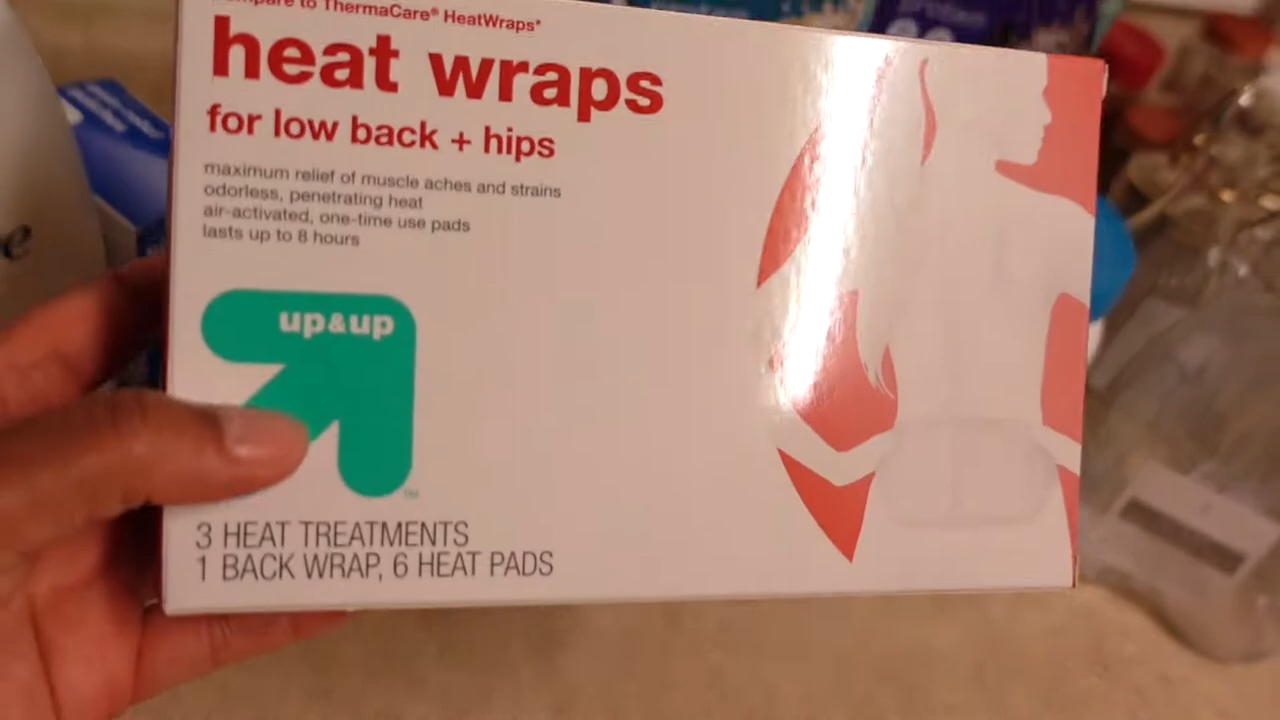 to ThermaCare® HeatWraps*
heat wraps
for low back + hips
maximum relief of muscle aches and strains
odorless, penetrating heat
air-activated, one-time use pads
lasts up to 8 hours
up&up
TM
3 HEAT TREATMENTS
1 BACK WRAP, 6 HEAT PADS
e